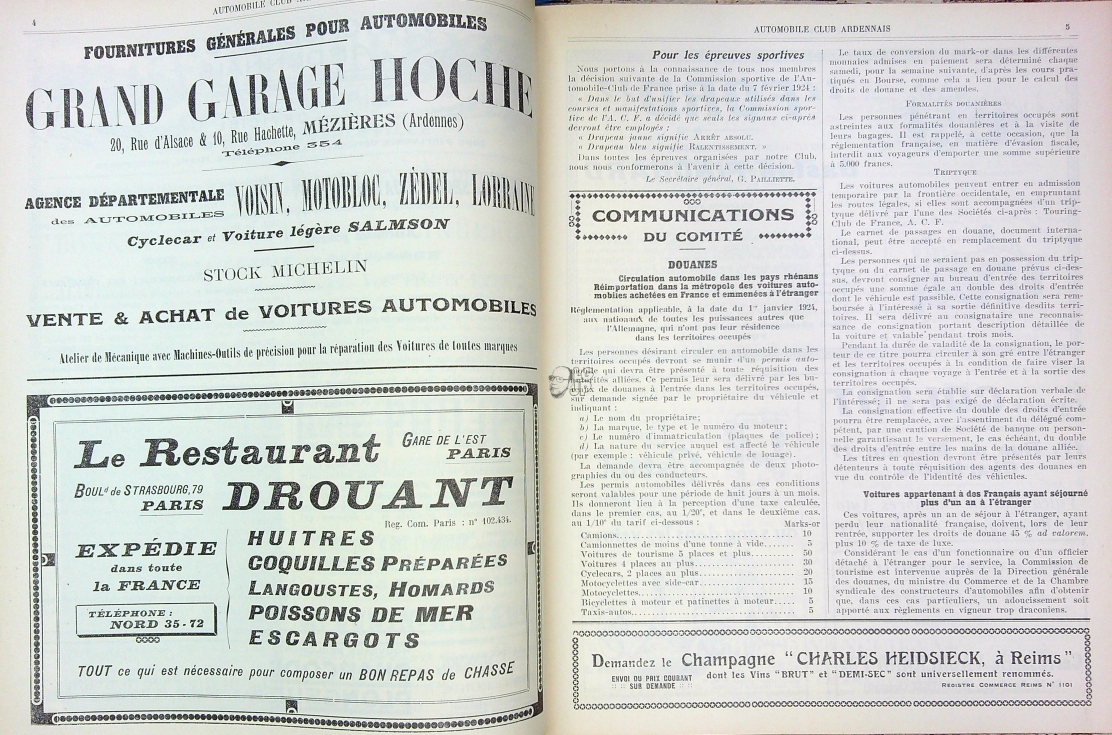 4
AUTOMOBILE CLUB
FOURNITURES GÉNÉRALES POUR AUTOMOBILES
GRAND GARAGE HOCHE
20, Rue d'Alsace & 10, Rue Hachette, MÉZIÈRES (Ardennes)
Téléphone 554
AGENCE DÉPARTEMENTALE
des AUTOMOBILES
VOISIN, MOTOBLOC, ZÉDEL, LORRAINE
Cyclecar et Voiture légère SALMSON
STOCK MICHELIN
VENTE & ACHAT de VOITURES AUTOMOBILES
Atelier de Mécanique avec Machines-Outils de précision pour la réparation des Voitures de toutes marques
Le Restaurant
GARE DE L'EST
PARIS
BOULd de STRASBOURG, 79
PARIS
DROUANT
Reg. Com. Paris : n° 102.434.
EXPÉDIE
dans toute
la FRANCE
TÉLÉPHONE :
NORD 35-72
HUITRES
COQUILLES PRÉPARÉES
LANGOUSTES, HOMARDS
POISSONS DE MER
ESCARGOTS
TOUT ce qui est nécessaire pour composer un BON REPAS de CHASSE
AUTOMOBILE CLUB ARDENNAIS
5
Pour les épreuves sportives
Nous portons à la connaissance de tous nos membres
la décision suivante de la Commission sportive de l'Au-
tomobile-Club de France prise à la date du 7 février 1924 :
« Dans le but d'unifier les drapeaux utilisés dans les
courses et manifestations sportives, la Commission spor-
tive de l'A. C. F. a décidé que seuls les signaux ci-après
devront être employés :
« Drapeau jaune signifie ARRÊT ABSOLU.
« Drapeau bleu signifie RALENTISSEMENT. »
Dans toutes les épreuves organisées par notre Club,
nous nous conformerons à l'avenir à cette décision.
Le Secrétaire général, G. PAILLIETTE.
COMMUNICATIONS
DU COMITÉ
DOUANES
Circulation automobile dans les pays rhénans
Réimportation dans la métropole des voitures auto-
mobiles achetées en France et emmenées à l'étranger
Réglementation applicable, à la date du 1er janvier 1924,
aux nationaux de toutes les puissances autres que
l'Allemagne, qui n'ont pas leur résidence
dans les territoires occupés
Les personnes désirant circuler en automobile dans les
territoires occupés devront se munir d'un permis auto-
qui devra être présenté à toute réquisition des
alliées. Ce permis leur sera délivré par les bu-
de douanes à l'entrée dans les territoires occupés,
sur demande signée par le propriétaire du véhicule et
indiquant :
a) Le nom du propriétaire;
b) La marque, le type et le numéro du moteur;
c) Le numéro d'immatriculation (plaques de police);
d) La nature du service auquel est affecté le véhicule
(par exemple : véhicule privé, véhicule de louage).
La demande devra être accompagnée de deux photo-
graphies du ou des conducteurs.
Les permis automobiles délivrés dans ces conditions
seront valables pour une période de huit jours à un mois.
Ils donneront lieu à la perception d'une taxe calculée,
dans le premier cas, au 1/20e, et dans le deuxième cas,
au 1/10e du tarif ci-dessous : Marks-or
Camions 10
Camionnettes de moins d'une tonne à vide 5
Voitures de tourisme 5 places et plus 50
Voitures 4 places au plus 30
Cyclecars, 2 places au plus 20
Motocyclettes avec side-car 15
Motocyclettes 10
Bicyclettes à moteur et patinettes à moteur 5
Taxis-autos 5
Le taux de conversion du mark-or dans les différentes
monnaies admises en paiement sera déterminé chaque
samedi, pour la semaine suivante, d'après les cours pra-
tiqués en Bourse, comme cela a lieu pour le calcul des
droits de douane et des amendes.
FORMALITÉS DOUANIÈRES
Les personnes pénétrant en territoires occupés sont
astreintes aux formalités douanières et à la visite de
leurs bagages. Il est rappelé, à cette occasion, que la
réglementation française, en matière d'évasion fiscale,
interdit aux voyageurs d'emporter une somme supérieure
à 5.000 francs.
TRIPTYQUE
Les voitures automobiles peuvent entrer en admission
temporaire par la frontière occidentale, en empruntant
les routes légales, si elles sont accompagnées d'un trip-
tyque délivré par l'une des Sociétés ci-après : Touring-
Club de France, A. C. F.
Le carnet de passages en douane, document interna-
tional, peut être accepté en remplacement du triptyque
ci-dessus.
Les personnes qui ne seraient pas en possession du trip-
tyque ou du carnet de passage en douane prévus ci-des-
sus, devront consigner au bureau d'entrée des territoires
occupés une somme égale au double des droits d'entrée
dont le véhicule est passible. Cette consignation sera rem-
boursée à l'intéressé à sa sortie définitive desdits terri-
toires. Il sera délivré au consignataire une reconnais-
sance de consignation portant description détaillée de
la voiture et valable pendant trois mois.
Pendant la durée de validité de la consignation, le por-
teur de ce titre pourra circuler à son gré entre l'étranger
et les territoires occupés à la condition de faire viser la
consignation à chaque voyage à l'entrée et à la sortie des
territoires occupés.
La consignation sera établie sur déclaration verbale de
l'intéressé; il ne sera pas exigé de déclaration écrite.
La consignation effective du double des droits d'entrée
pourra être remplacée, avec l'assentiment du délégué com-
pétent, par une caution de Société de banque ou person-
nelle garantissant le versement, le cas échéant, du double
des droits d'entrée entre les mains de la douane alliée.
Les titres en question devront être présentés par leurs
détenteurs à toute réquisition des agents des douanes en
vue du contrôle de l'identité des véhicules.
Voitures appartenant à des Français ayant séjourné
plus d'un an à l'étranger
Ces voitures, après un an de séjour à l'étranger, ayant
perdu leur nationalité française, doivent, lors de leur
rentrée, supporter les droits de douane 45 % ad valorem,
plus 10 % de taxe de luxe.
Considérant le cas d'un fonctionnaire ou d'un officier
détaché à l'étranger pour le service, la Commission de
tourisme est intervenue auprès de la Direction générale
des douanes, du ministre du Commerce et de la Chambre
syndicale des constructeurs d'automobiles afin d'obtenir
que, dans ces cas particuliers, un adoucissement soit
apporté aux règlements en vigueur trop draconiens.
Demandez le Champagne "CHARLES HEIDSIECK, à Reims"
ENVOI DU PRIX COURANT
:: :: SUR DEMANDE :: ::
dont les Vins "BRUT" et "DEMI-SEC" sont universellement renommés.
REGISTRE COMMERCE REIMS N° 1101